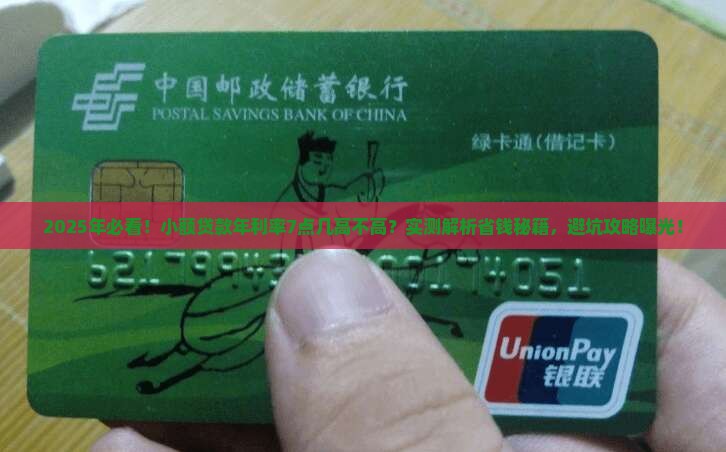 中国邮政储蓄银行
POSTAL SAVINGS BANK OF CHINA
绿卡通(借记卡)
2025年必看！小额贷款年利率7点几高不高？实测解析省钱秘籍，避坑攻略曝光！
UnionPay
银联